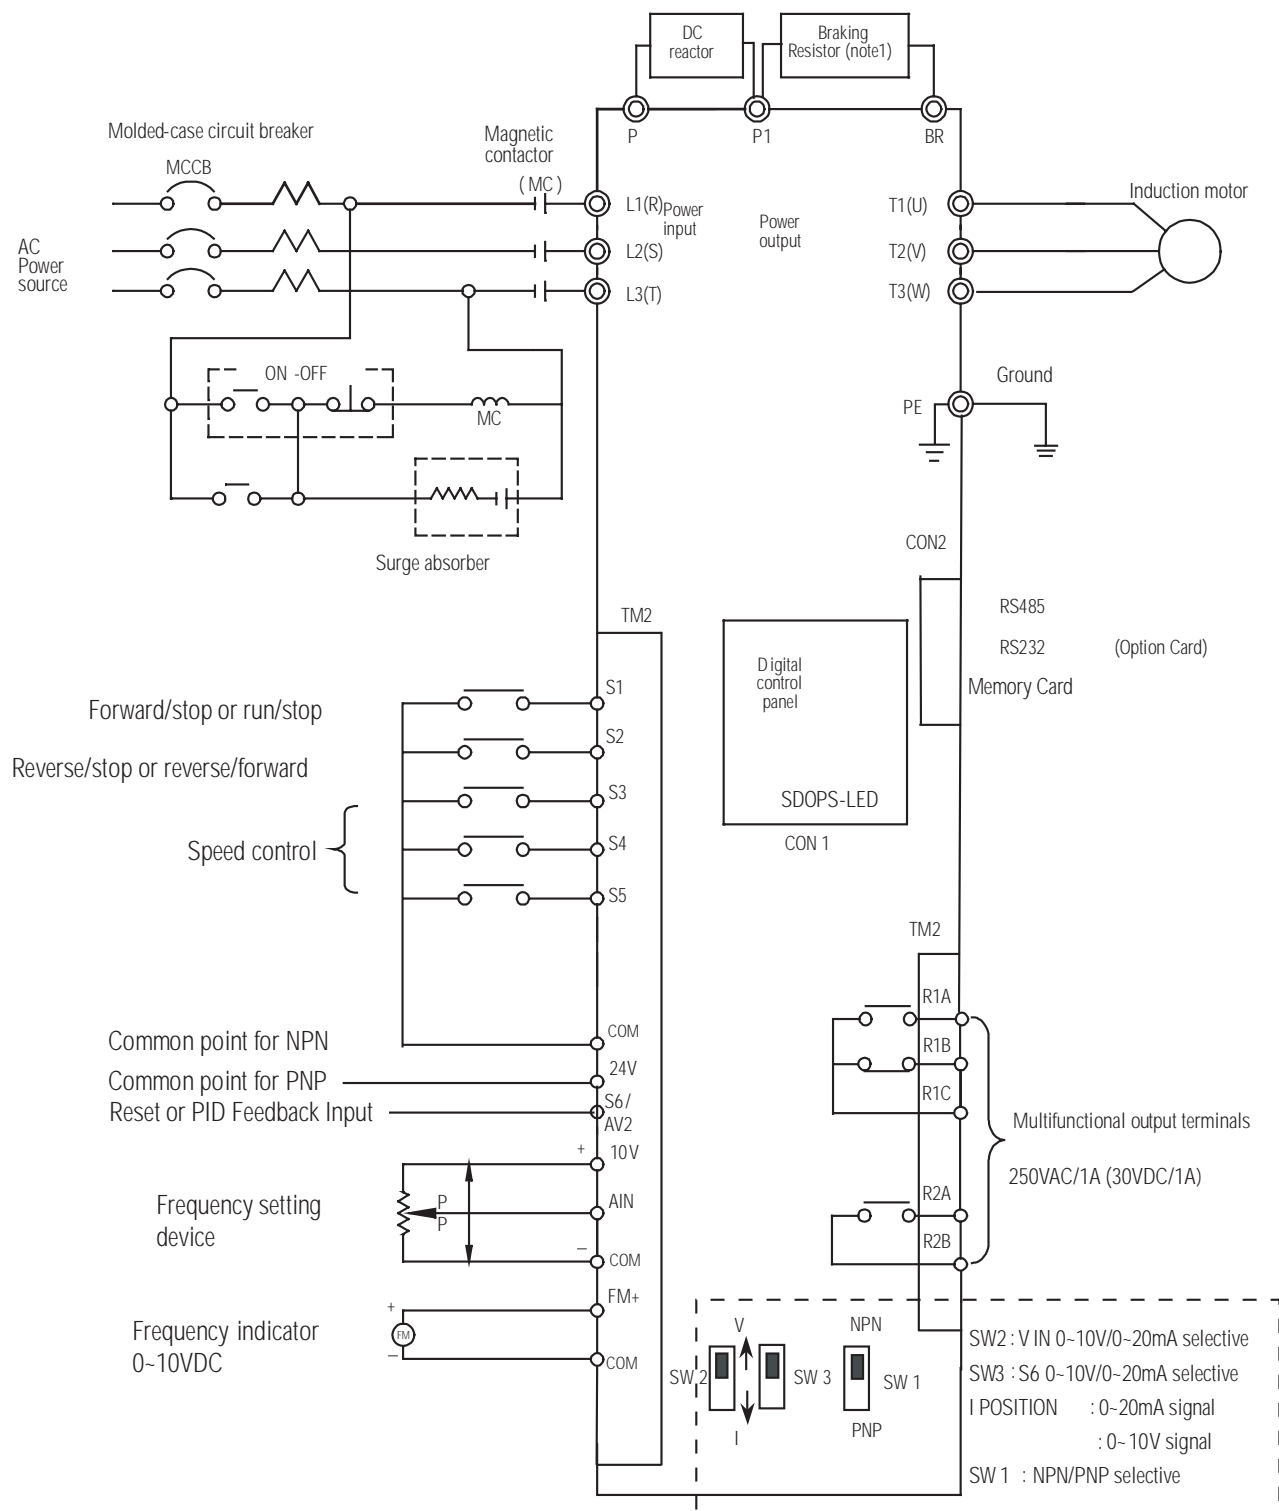 DC
reactor
Braking
Resistor (note1)
P
P1
BR
Molded-case circuit breaker
MCCB
Magnetic
contactor
( MC )
AC
Power
source
L1(R)
L2(S)
L3(T)
Power
input
Power
output
T1(U)
T2(V)
T3(W)
Induction motor
ON -OFF
MC
Surge absorber
PE
Ground
CON2
RS485
RS232
(Option Card)
Memory Card
TM2
Digital
control
panel
SDOPS-LED
CON 1
Forward/stop or run/stop
Reverse/stop or reverse/forward
Speed control
S1
S2
S3
S4
S5
Common point for NPN
COM
Common point for PNP
24V
Reset or PID Feedback Input
S6/
AV2
+
10V
Frequency setting
device
P
P
AIN
–
COM
Frequency indicator
0~10VDC
+
FM
–
FM+
COM
TM2
R1A
R1B
R1C
R2A
R2B
Multifunctional output terminals
250VAC/1A (30VDC/1A)
V
I
SW 2
SW 3
NPN
SW 1
PNP
SW2 : V IN 0~10V/0~20mA selective
SW3 : S6 0~10V/0~20mA selective
I POSITION : 0~20mA signal
: 0~10V signal
SW 1 : NPN/PNP selective